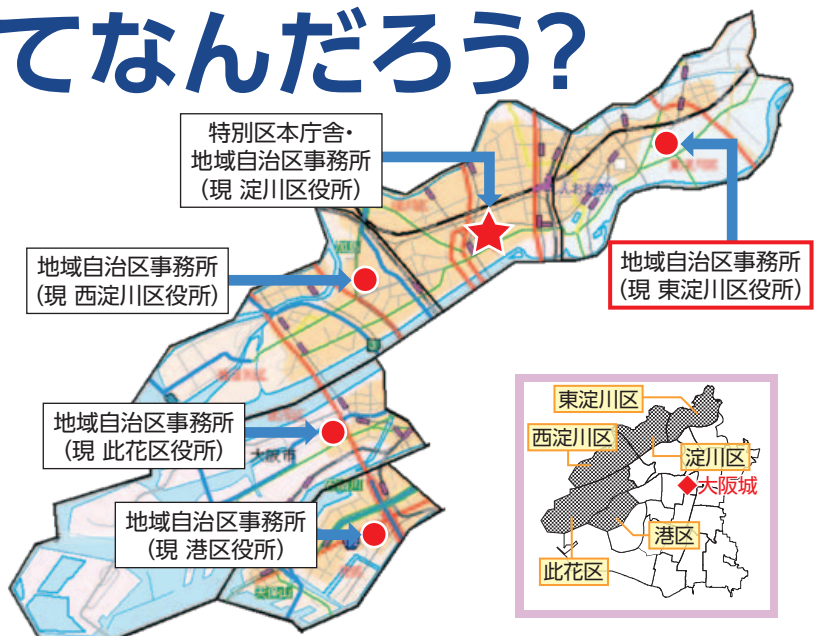 てなんだろう?
特別区本庁舎・
地域自治区事務所
（現 淀川区役所）
地域自治区事務所
（現 東淀川区役所）
地域自治区事務所
（現 西淀川区役所）
地域自治区事務所
（現 此花区役所）
大阪市
地域自治区事務所
（現 港区役所）
東淀川区
西淀川区
淀川区
大阪城
港区
此花区